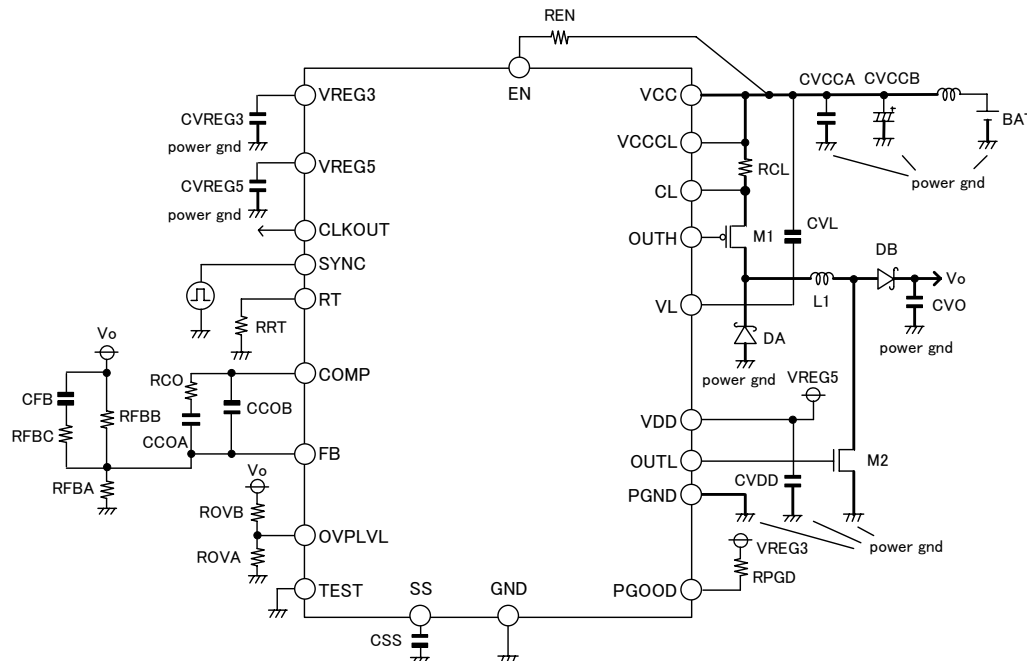 REN
EN
VREG3
CVREG3
power gnd
VREG5
CVREG5
power gnd
CLKOUT
SYNC
RT
RRT
Vo
COMP
RCO
CFB
RFBB
CCOB
RFBC
CCOA
FB
RFBA
Vo
ROVB
OVPLVL
ROVA
TEST
SS
CSS
GND
VCC
CVCCA
CVCCB
BAT
VCCCL
RCL
power gnd
CL
CVL
OUTH
M1
DB
Vo
L1
CVO
VL
DA
power gnd
power gnd
VREG5
VDD
OUTL
M2
CVDD
PGND
power gnd
VREG3
RPGD
PGOOD